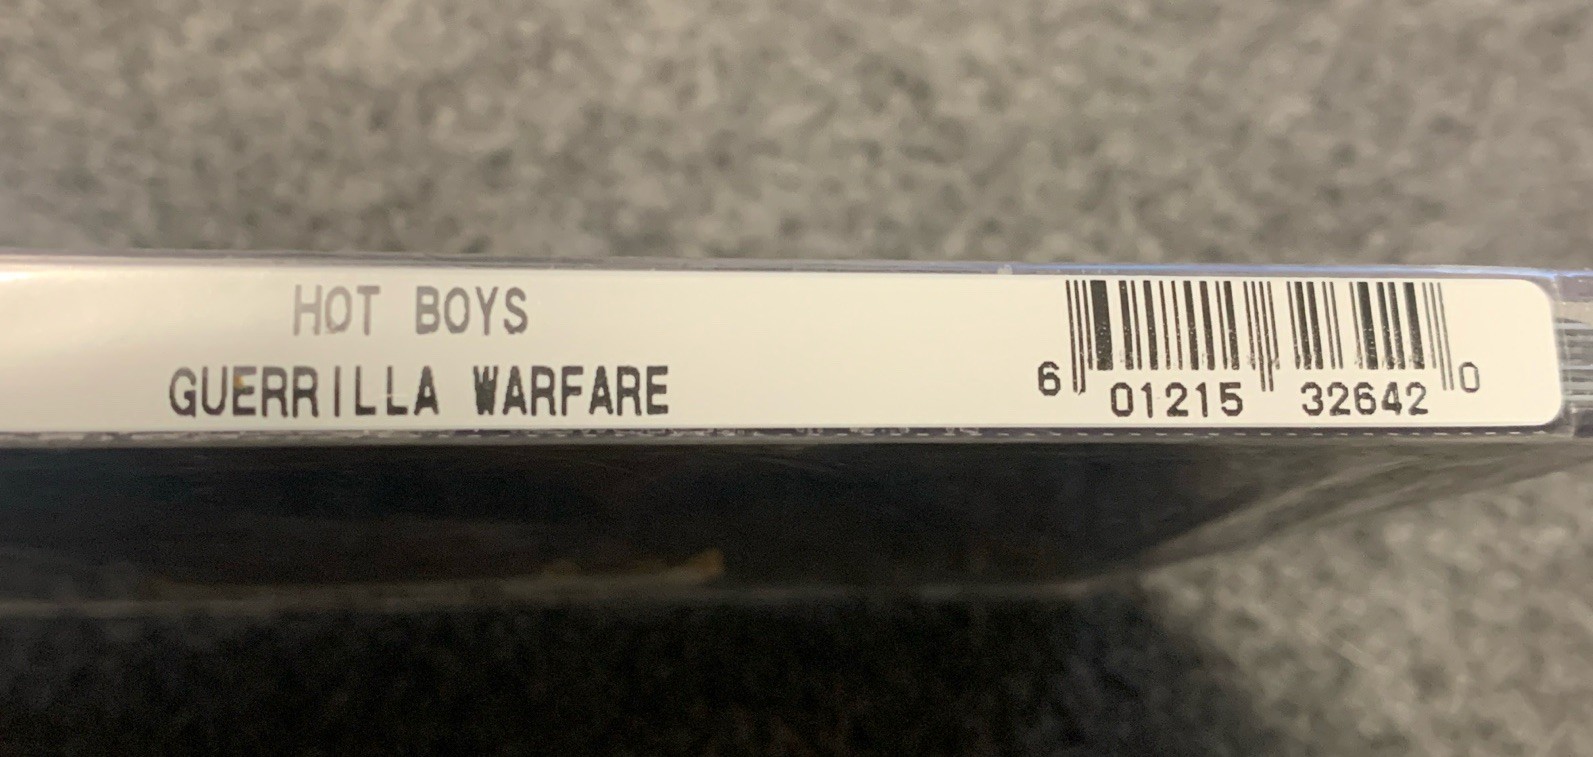 HOT BOYS
GUERRILLA WARFARE
6 01215 32642 0